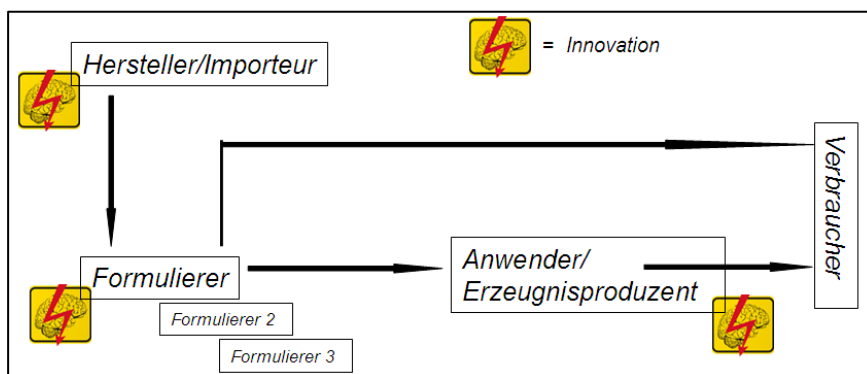 Hersteller/Importeur
= Innovation
Verbraucher
Formulierer
Anwender/
Erzeugnisproduzent
Formulierer 2
Formulierer 3